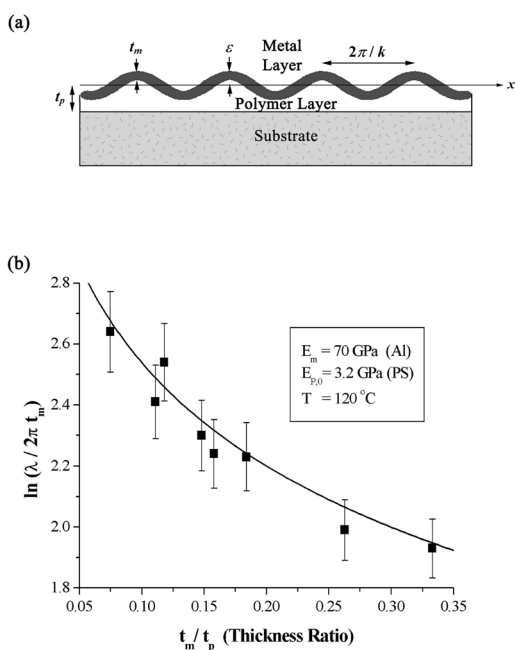 (a)
t_m
ε
Metal
Layer
2π / k
x
t_p
Polymer Layer
Substrate
(b)
2.8
2.6
2.4
2.2
2.0
1.8
ln (λ / 2π t_m)
E_m = 70 GPa (Al)
E_P,0 = 3.2 GPa (PS)
T = 120 °C
0.05 0.10 0.15 0.20 0.25 0.30 0.35
t_m/t_p (Thickness Ratio)